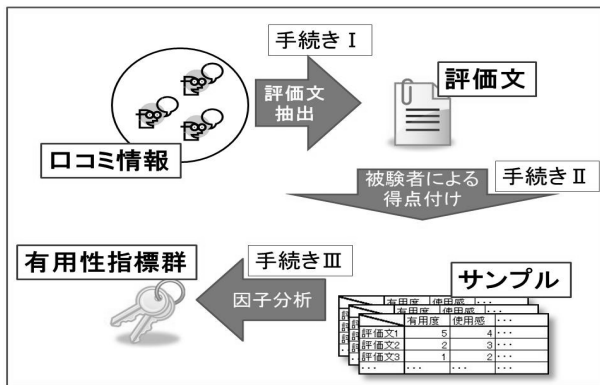 手続きⅠ
評価文
抽出
評価文
口コミ情報
被験者による
得点付け
手続きⅡ
有用性指標群
手続きⅢ
因子分析
サンプル
有用度 使用感 ･･･
評価文1 5 4 ･･･
評価文2 2 3 ･･･
評価文3 1 2 ･･･
･･･ ･･･ ･･･